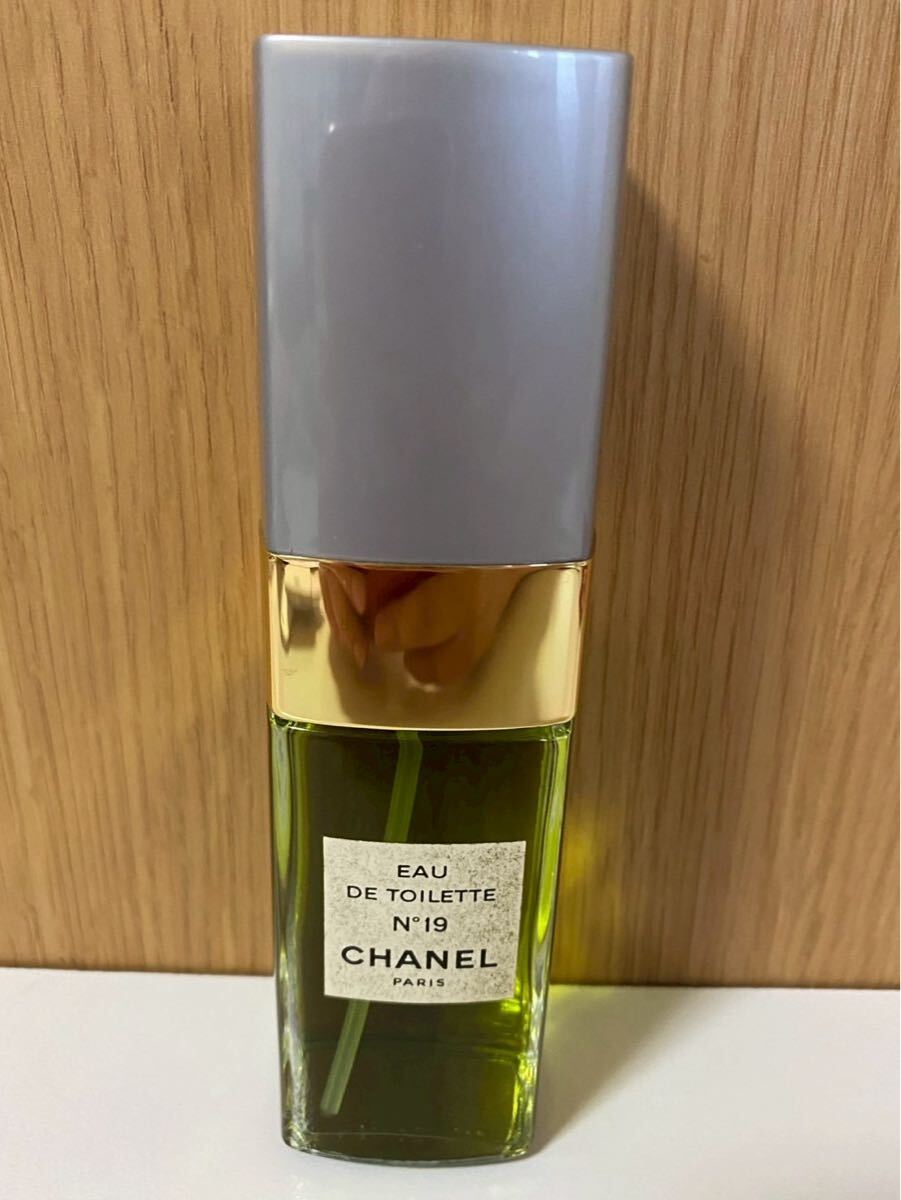 EAU
DE TOILETTE
N°19
CHANEL
PARIS